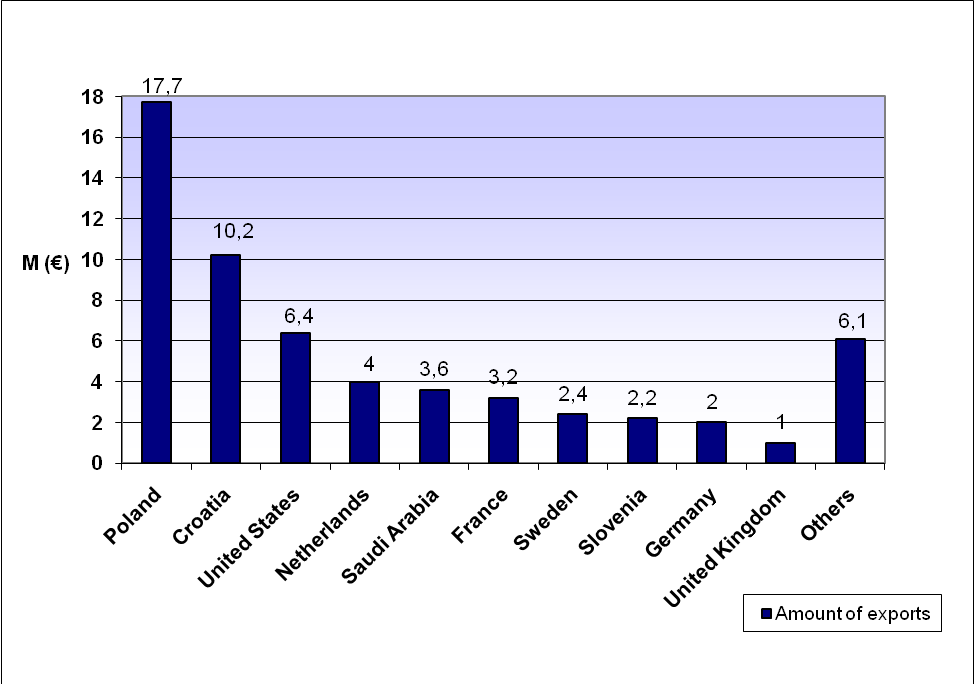 17,7
18
16
14
12
10
8
6
4
2
0
M (€)
10,2
6,4
4
3,6
3,2
2,4
2,2
2
1
6,1
Poland
Croatia
United States
Netherlands
Saudi Arabia
France
Sweden
Slovenia
Germany
United Kingdom
Others
Amount of exports